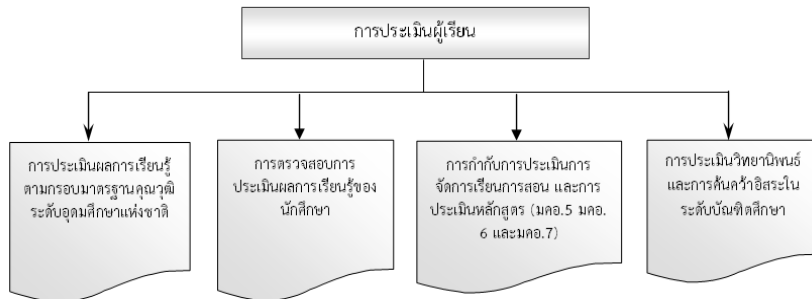 การประเมินผู้เรียน
การประเมินผลการเรียนรู้
ตามกรอบมาตรฐานคุณวุฒิ
ระดับอุดมศึกษาแห่งชาติ
การตรวจสอบการ
ประเมินผลการเรียนรู้ของ
นักศึกษา
การกำกับการประเมินการ
จัดการเรียนการสอน และการ
ประเมินหลักสูตร (มคอ.5 มคอ.
6 และมคอ.7)
การประเมินวิทยานิพนธ์
และการค้นคว้าอิสระใน
ระดับบัณฑิตศึกษา